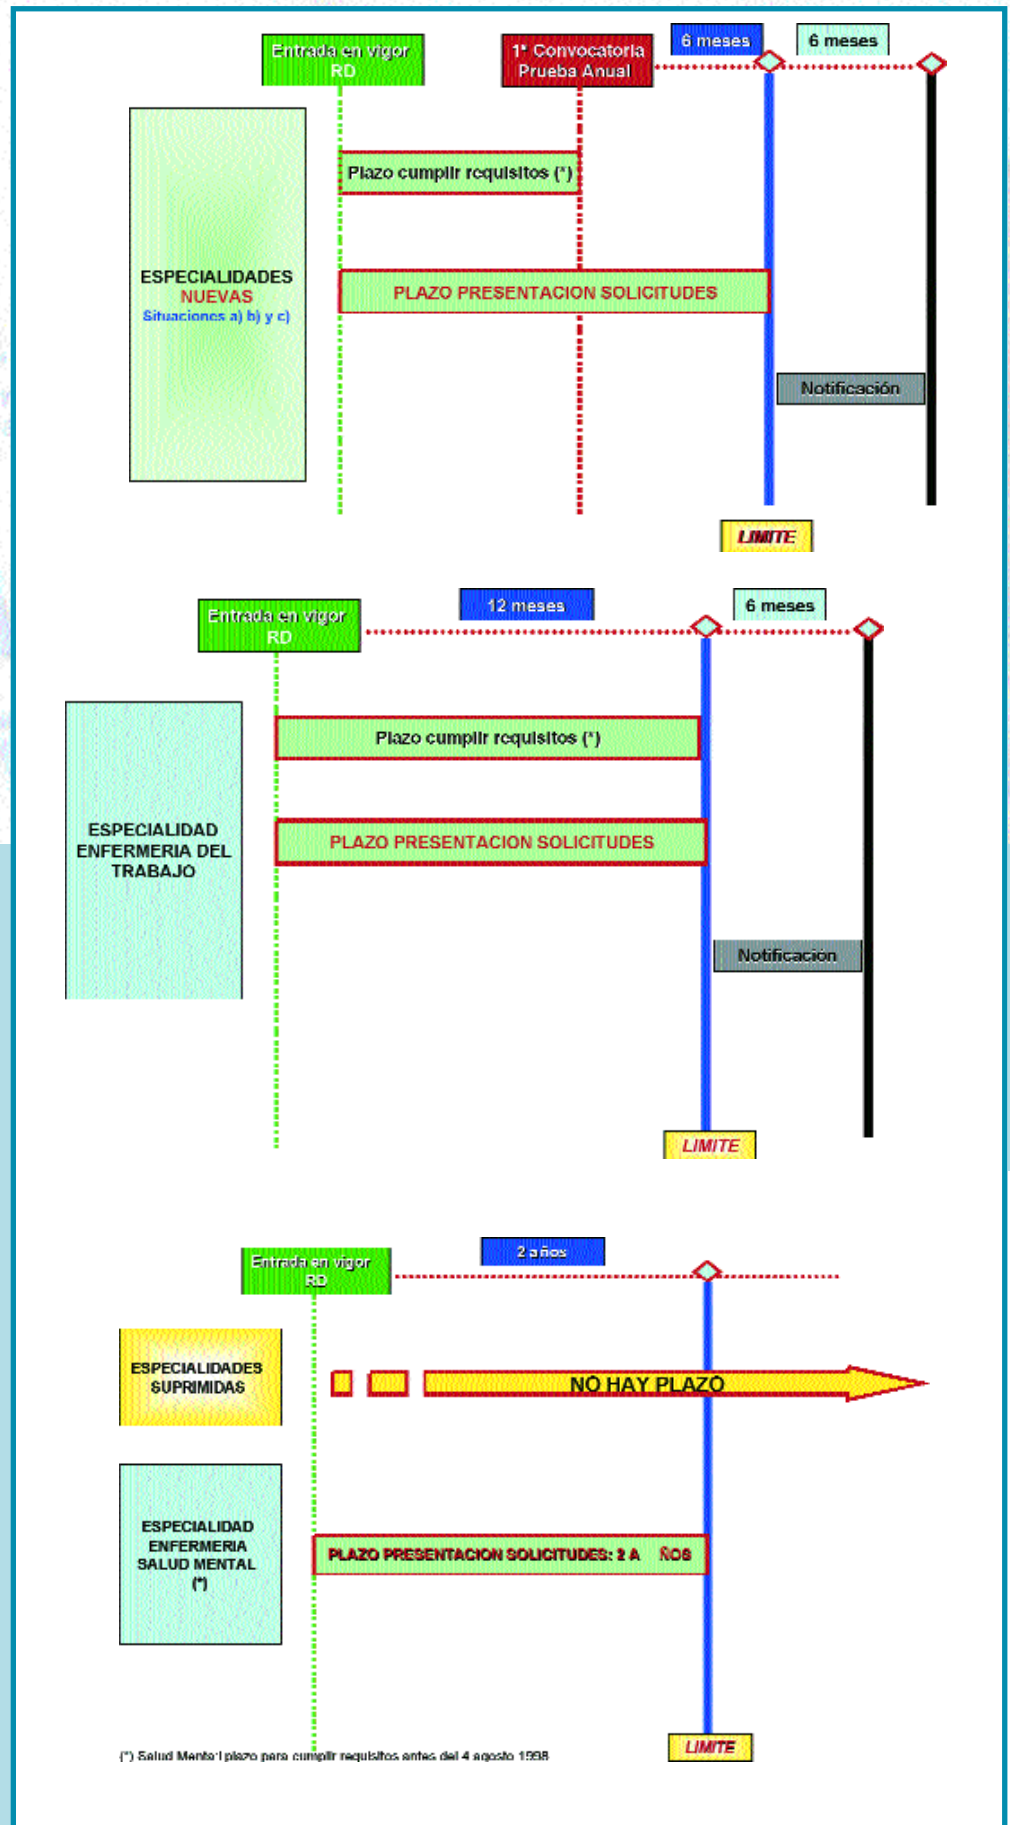 Entrada en vigor
RD
1ª Convocatoria
Prueba Anual
6 meses
6 meses
Plazo cumplir requisitos (*)
ESPECIALIDADES
NUEVAS
Situaciones a) b) y c)
PLAZO PRESENTACION SOLICITUDES
Notificación
LIMITE
Entrada en vigor
RD
12 meses
6 meses
Plazo cumplir requisitos (*)
ESPECIALIDAD
ENFERMERIA DEL
TRABAJO
PLAZO PRESENTACION SOLICITUDES
Notificación
LIMITE
Entrada en vigor
RD
2 años
ESPECIALIDADES
SUPRIMIDAS
NO HAY PLAZO
ESPECIALIDAD
ENFERMERIA
SALUD MENTAL
(*)
PLAZO PRESENTACION SOLICITUDES: 2 A ÑOS
LIMITE
(*) Salud Mental plazo para cumplir requisitos antes del 4 agosto 1998